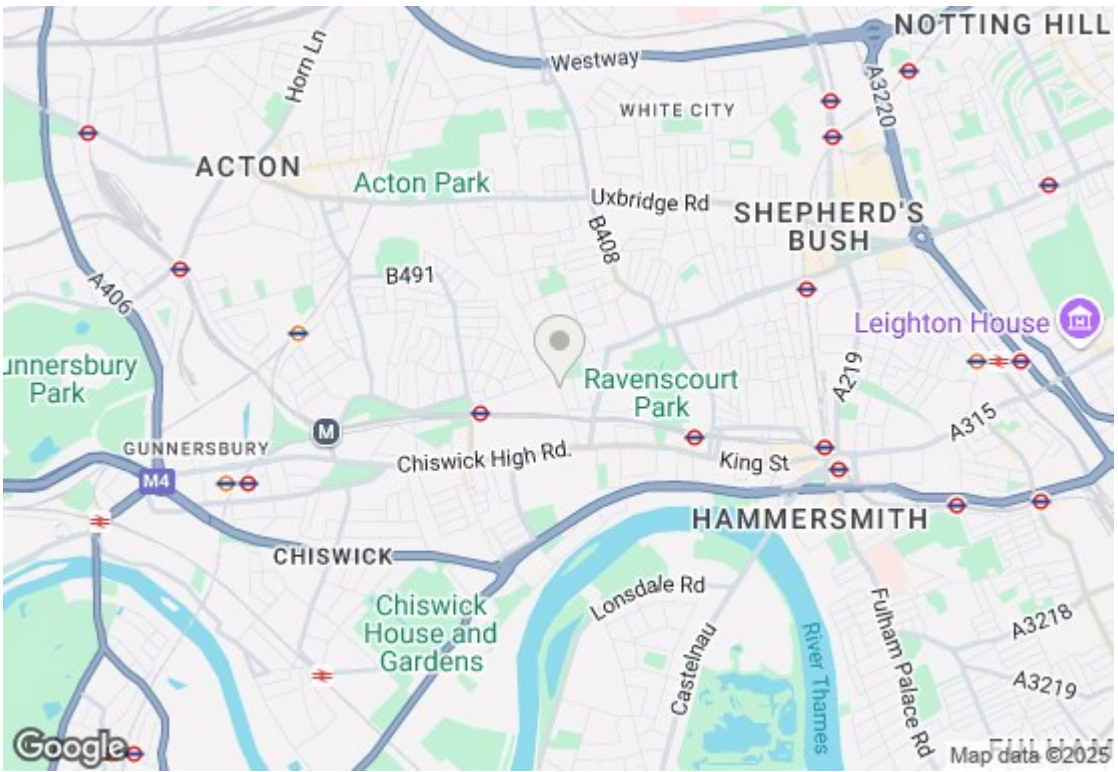 NOTTING HILL
Horn Ln
Westway
A3220
WHITE CITY
ACTON
Acton Park
Uxbridge Rd
SHEPHERD'S
BUSH
B408
B491
A406
Leighton House
unnersbury
Park
Ravenscourt
Park
A219
A315
M
GUNNERSBURY
M4
Chiswick High Rd.
King St
HAMMERSMITH
CHISWICK
Lonsdale Rd
Chiswick
House and
Gardens
Castelnau
River Thames
Fulham Palace Rd
A3218
A3219
FULHAM
Google
Map data ©2025